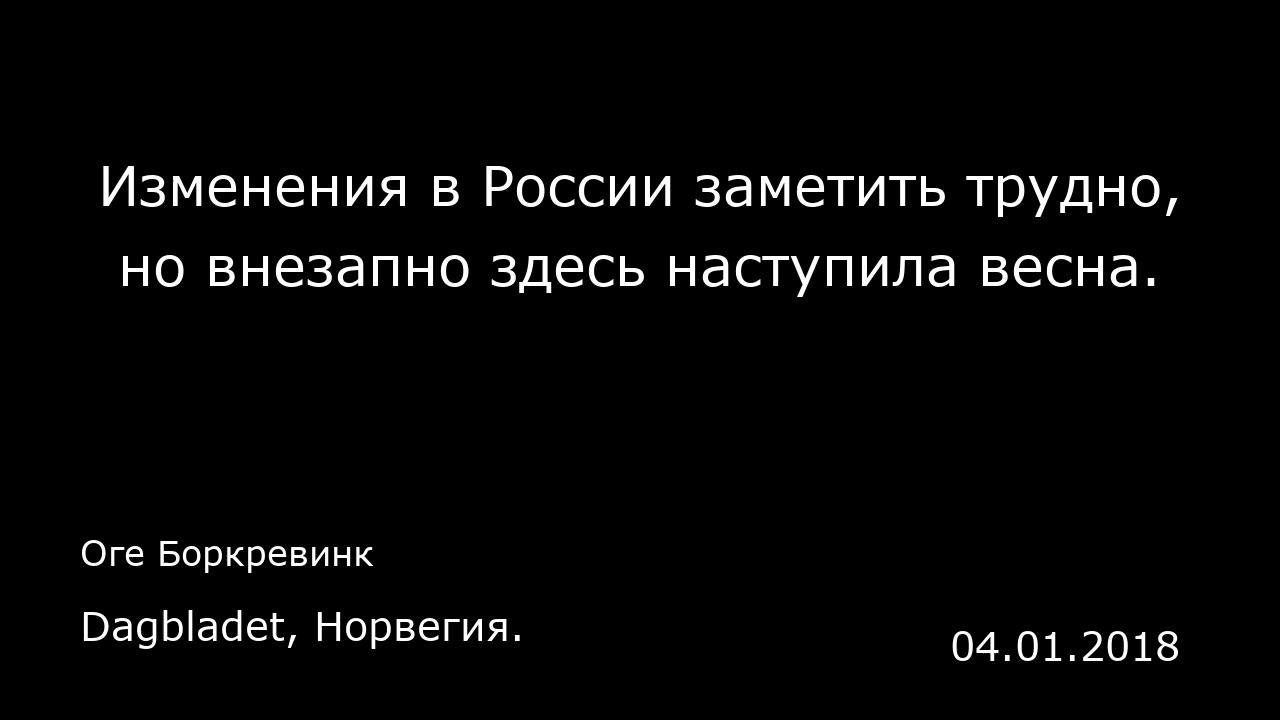 Изменения в России заметить трудно,
но внезапно здесь наступила весна.
Оге Боркревинк
Dagbladet, Норвегия.
04.01.2018